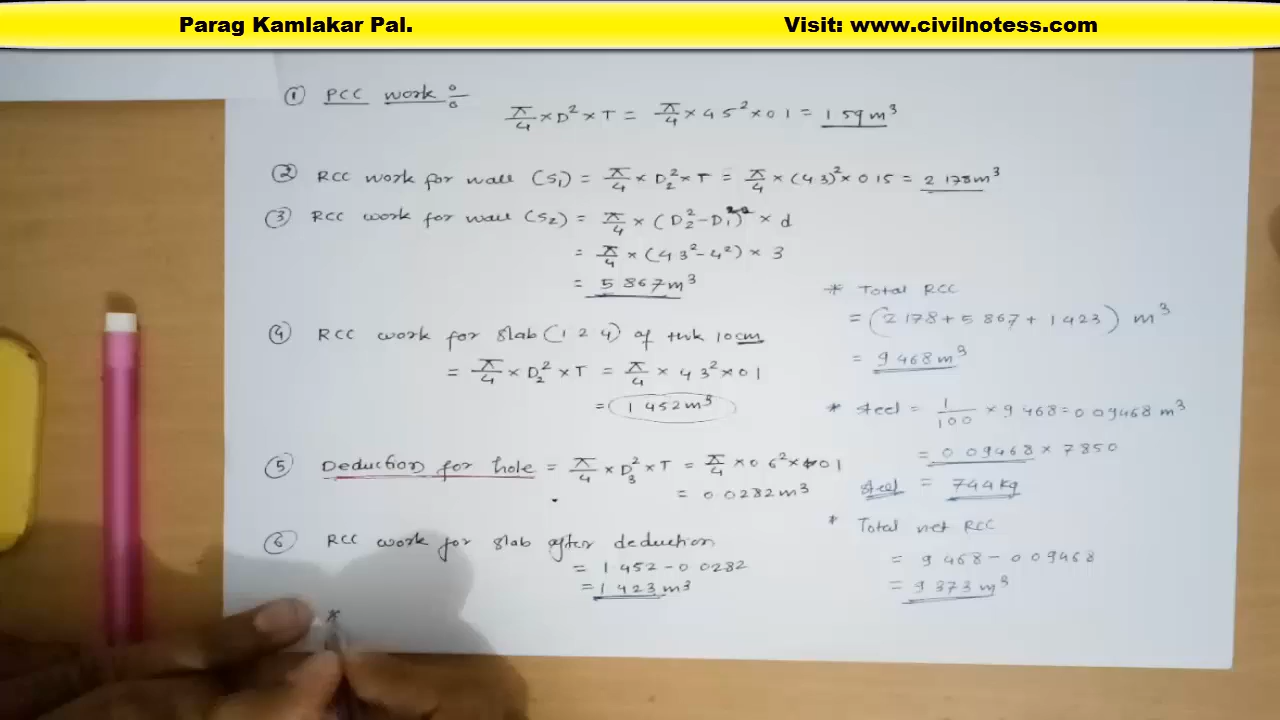 Parag Kamlakar Pal. Visit: www.civilnotess.com
① PCC work :-
π/4 × D² × T = π/4 × 4 5² × 0 1 = 1 59 m³
② RCC work for wall (S₁) = π/4 × D₂² × T = π/4 × (4 3)² × 0 15 = 2 178 m³
③ RCC work for wall (S₂) = π/4 × (D₂² – D₁²)² × d
= π/4 × (4 3² – 4²) × 3
= 5 867 m³
④ RCC work for slab (1 2 4) of thk 10 cm
= π/4 × D₂² × T = π/4 × 4 3² × 0 1
= 1 452 m³
⑤ Deduction for hole = π/4 × D₃² × T = π/4 × 0 6² × 0 1
= 0 0282 m³
⑥ RCC work for slab after deduction
= 1 452 – 0 0282
= 1 423 m³
* Total RCC
= (2 178 + 5 867 + 1 423) m³
= 9 468 m³
* steel = 1/100 × 9 468 = 0 09468 m³
= 0 09468 × 7850
steel = 744 kg
* Total net RCC
= 9 468 – 0 09468
= 9 373 m³
*